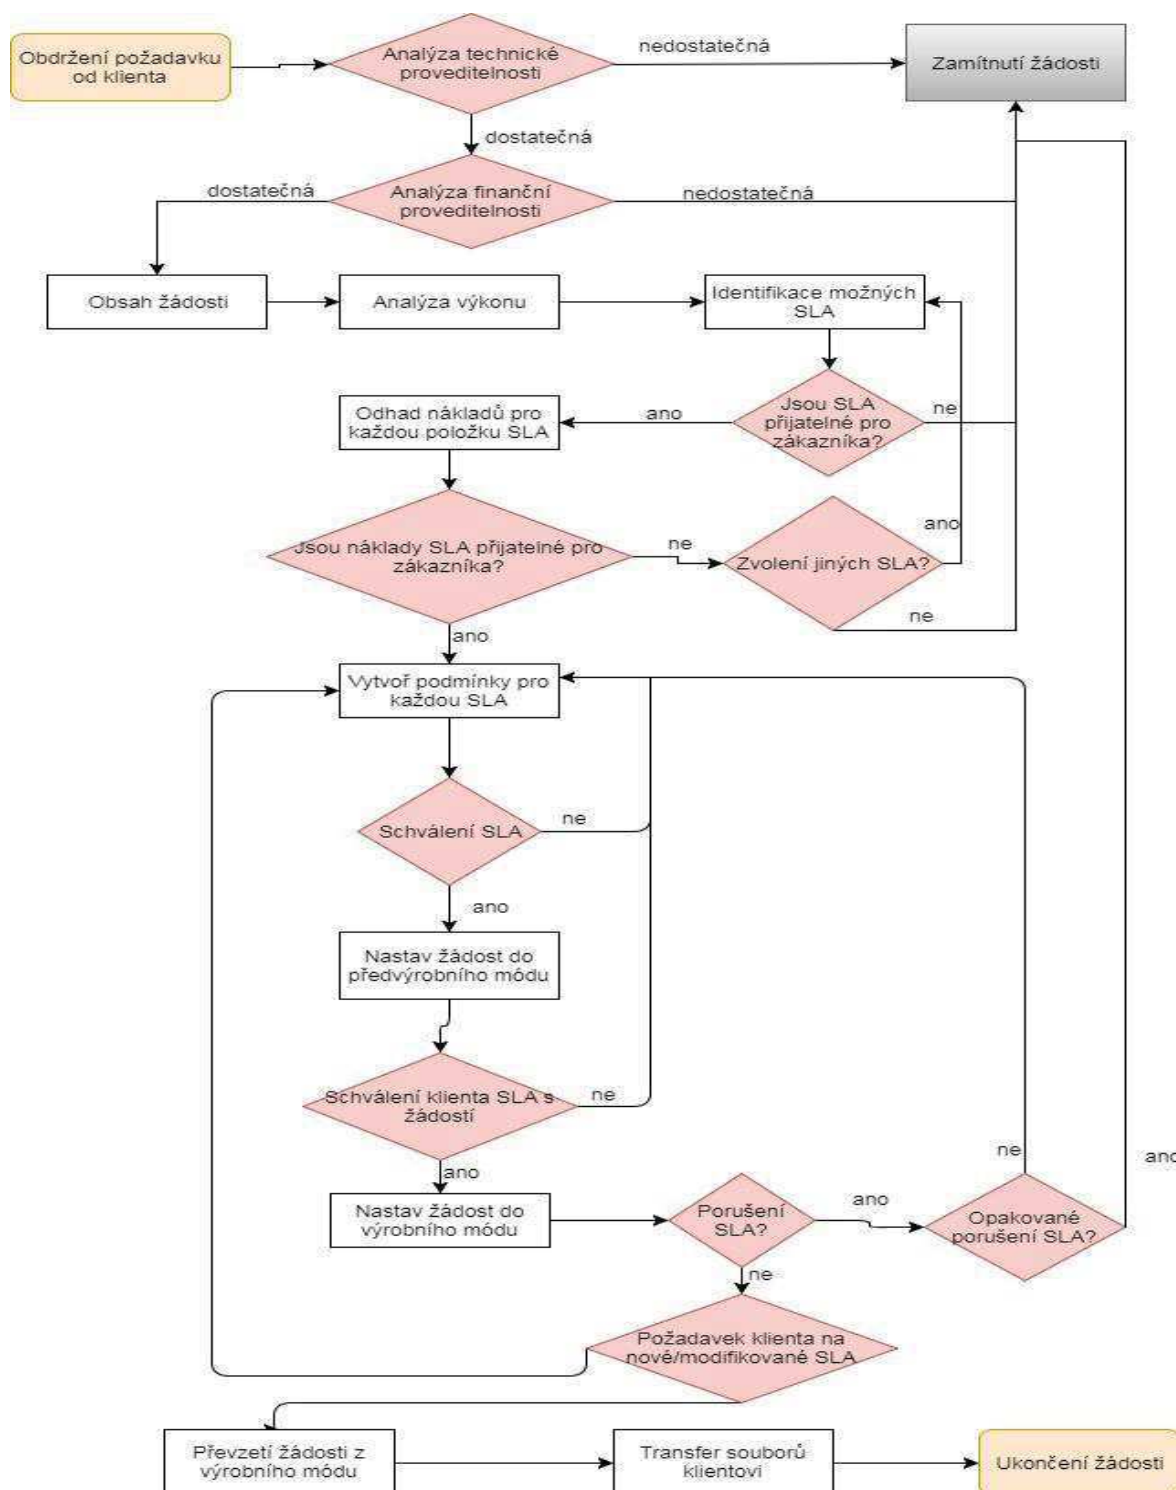 Obdržení požadavku
od klienta
Analýza technické
proveditelnosti
nedostatečná
Zamítnutí žádosti
dostatečná
dostatečná
Analýza finanční
proveditelnosti
nedostatečná
Obsah žádosti
Analýza výkonu
Identifikace možných
SLA
Odhad nákladů pro
každou položku SLA
ano
Jsou SLA
přijatelné pro
zákazníka?
ne
Jsou náklady SLA přijatelné pro
zákazníka?
ne
Zvolení jiných SLA?
ano
ne
ano
Vytvoř podmínky pro
každou SLA
Schválení SLA
ne
ano
Nastav žádost do
předvýrobního módu
Schválení klienta SLA s
žádostí
ne
ano
Nastav žádost do
výrobního módu
Porušení
SLA?
ano
Opakované
porušení SLA?
ne
ano
ne
Požadavek klienta na
nové/modifikované SLA
Převzetí žádosti z
výrobního módu
Transfer souborů
klientovi
Ukončení žádosti